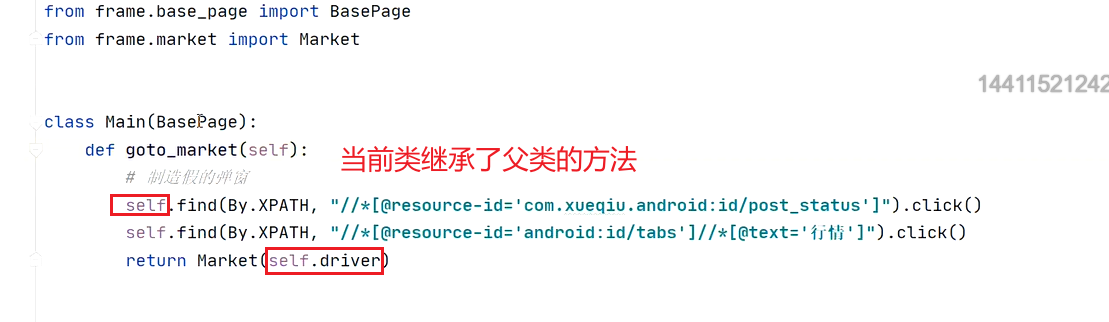 from frame.base_page import BasePage
from frame.market import Market
14411521242
class Main(BasePage):
def goto_market(self):
当前类继承了父类的方法
# 制造假的弹窗
self.find(By.XPATH, "//*[@resource-id='com.xueqiu.android:id/post_status']").click()
self.find(By.XPATH, "//*[@resource-id='android:id/tabs']//*[@text='行情']").click()
return Market(self.driver)